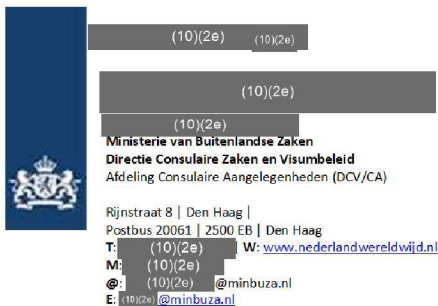 (10)(2e) (10)(2e)
(10)(2e)
(10)(2e)
Ministerie van Buitenlandse Zaken
Directie Consulaire Zaken en Visumbeleid
Afdeling Consulaire Aangelegenheden (DCV/CA)
Rijnstraat 8 | Den Haag |
Postbus 20061 | 2500 EB | Den Haag
T: (10)(2e) | W: www.nederlandwereldwijd.nl
M: (10)(2e)
@: (10)(2e) @minbuza.nl
E: (10)(2e) @minbuza.nl